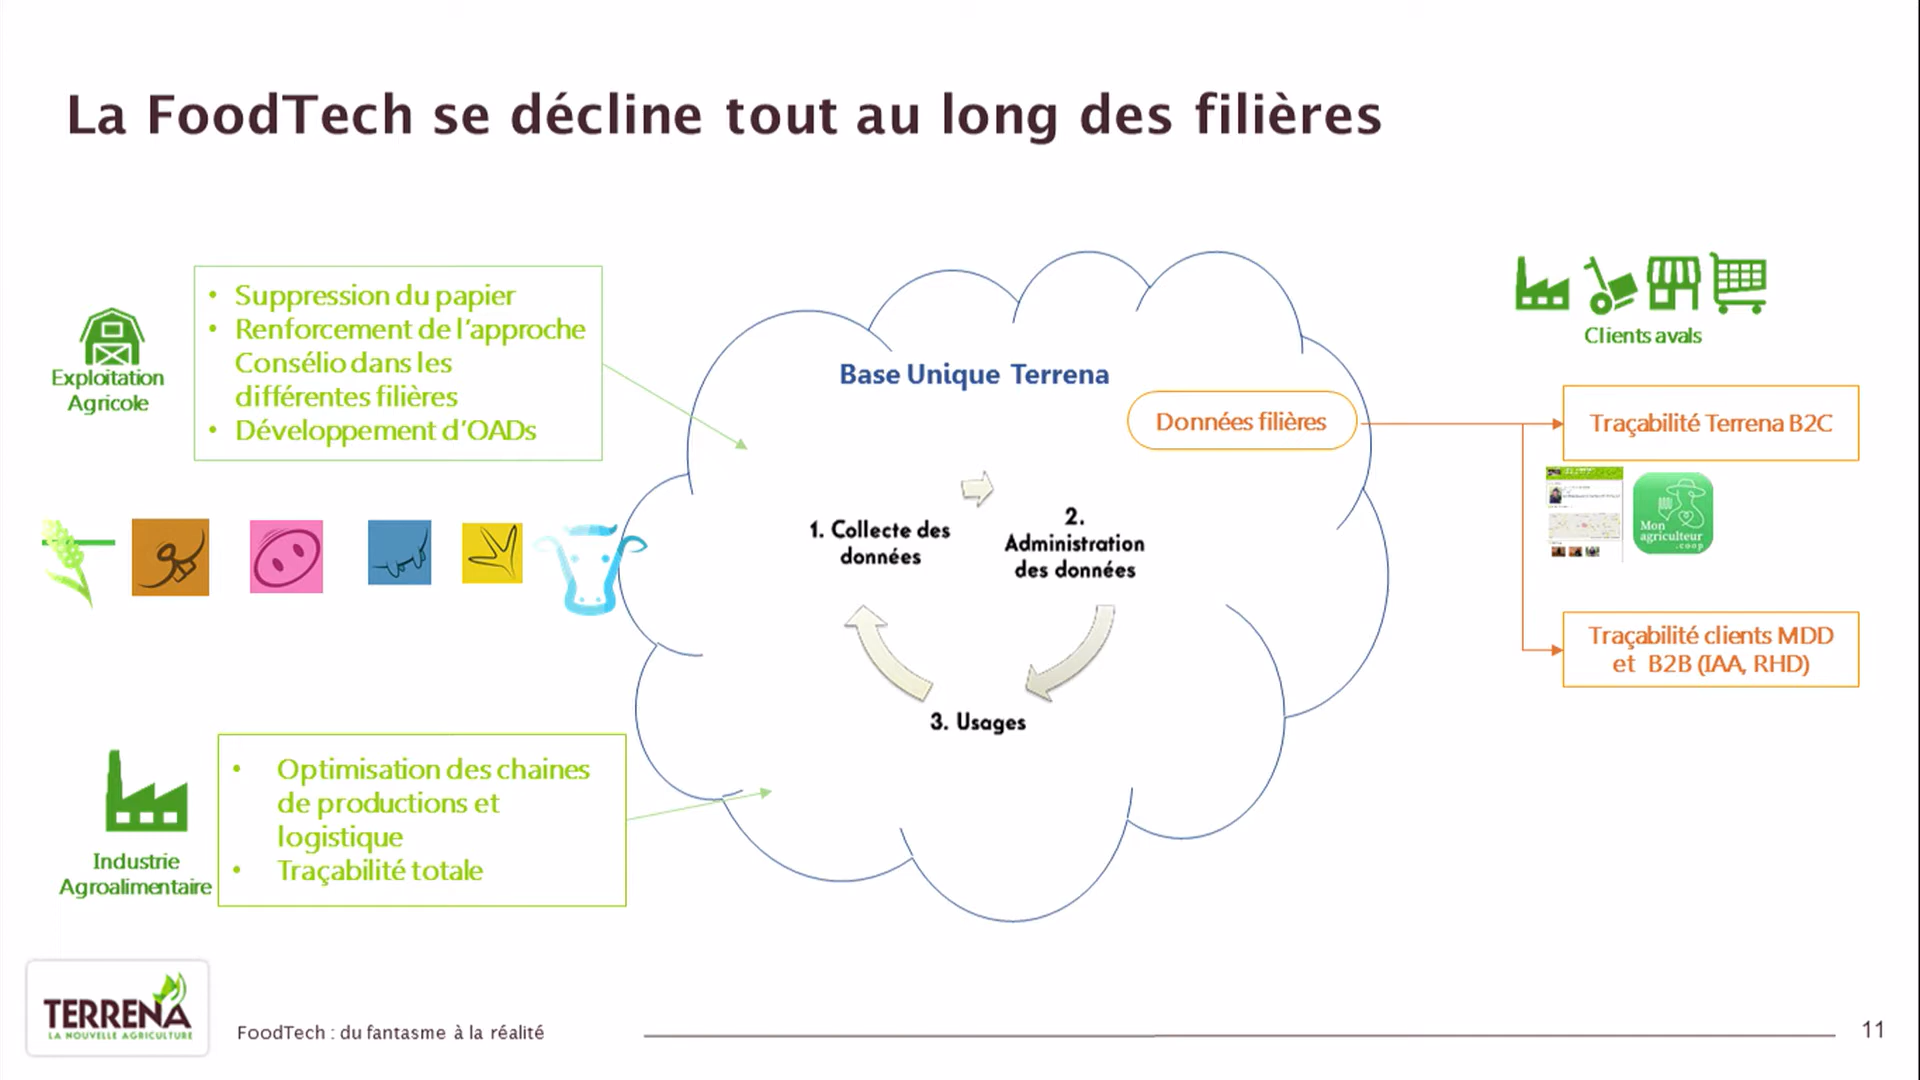 La FoodTech se décline tout au long des filières
Exploitation
Agricole
• Suppression du papier
• Renforcement de l'approche
Consélio dans les
différentes filières
• Développement d'OADs
Industrie
Agroalimentaire
• Optimisation des chaines
de productions et
logistique
• Traçabilité totale
Base Unique Terrena
Données filières
1. Collecte des
données
2.
Administration
des données
3. Usages
Clients avals
Traçabilité Terrena B2C
Mon
agriculteur
.coop
Traçabilité clients MDD
et B2B (IAA, RHD)
TERRENA
LA NOUVELLE AGRICULTURE
FoodTech : du fantasme à la réalité
11